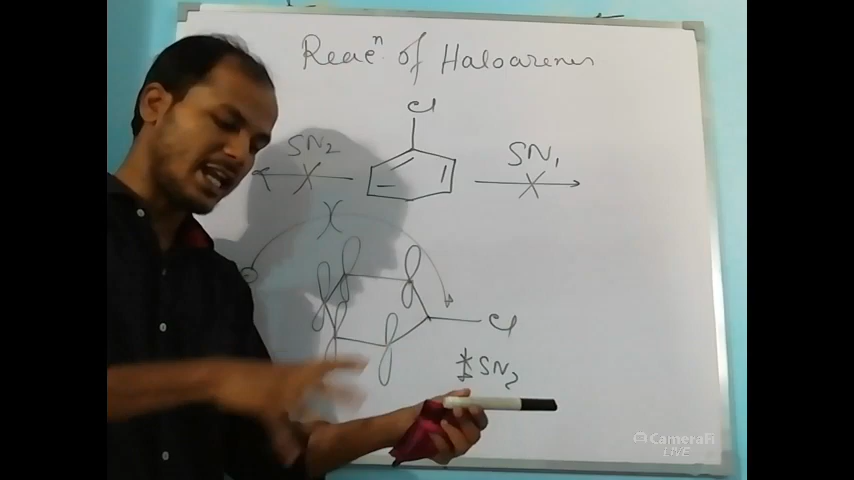 Reacⁿ. of Haloarenes
Cl
SN₂
SN₁
Cl
SN₂
CameraFi
LIVE